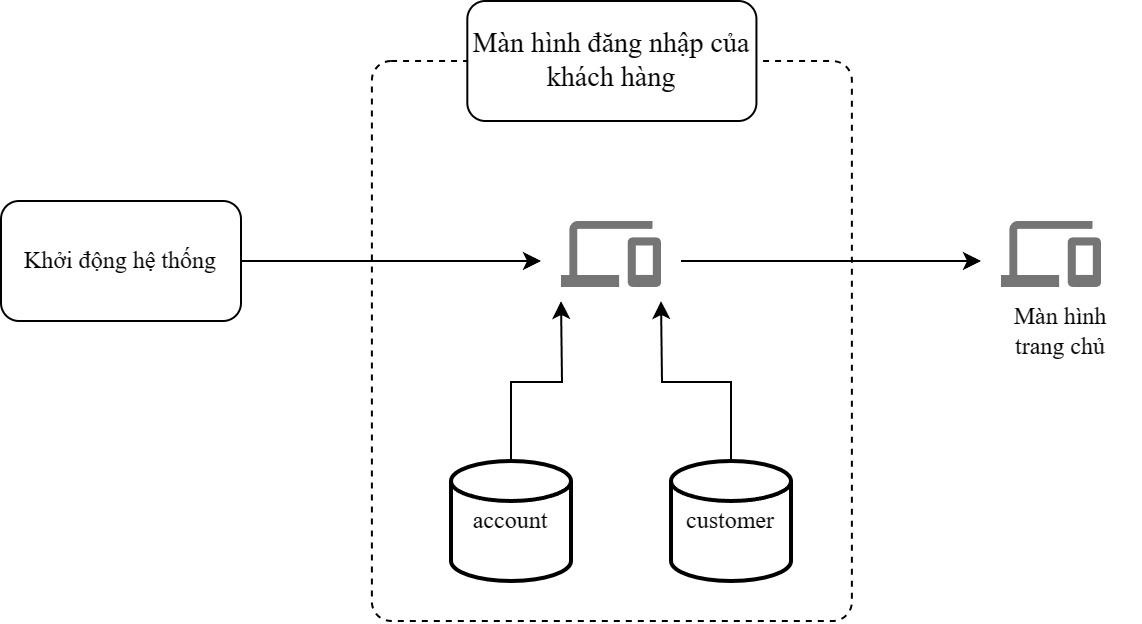 Màn hình đăng nhập của
khách hàng
Khởi động hệ thống
Màn hình
trang chủ
account
customer